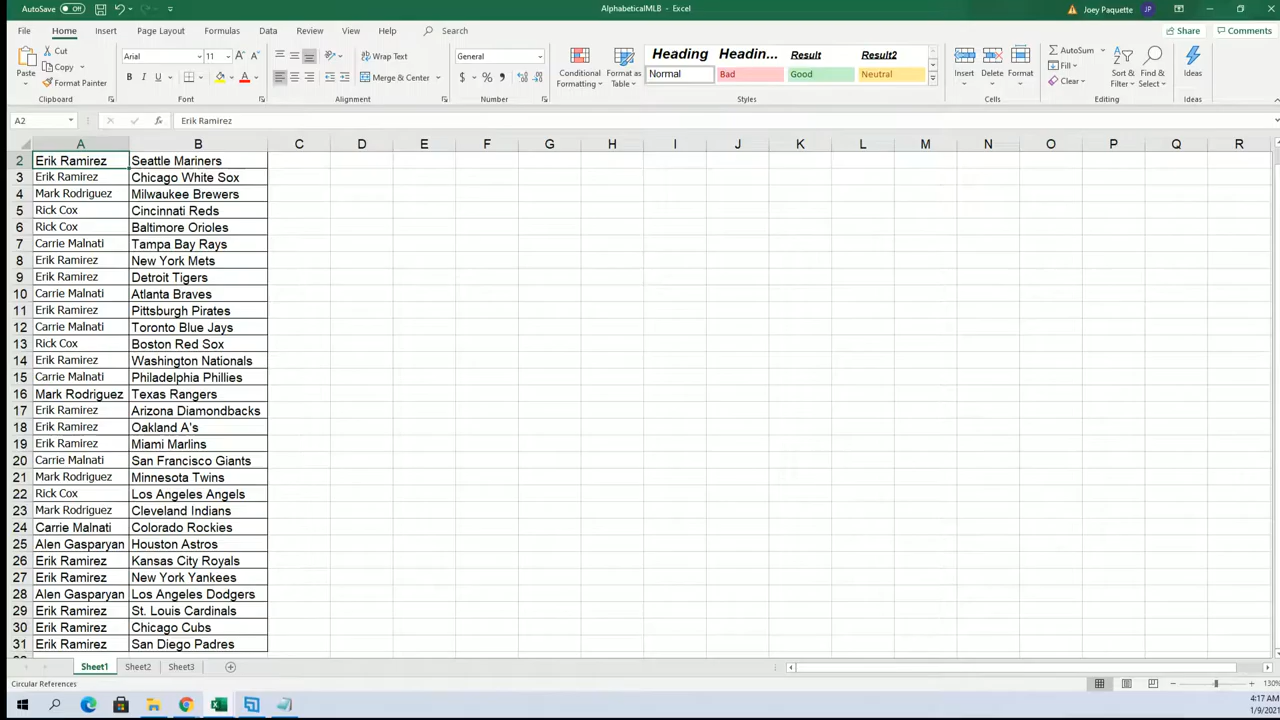 AutoSave Off AlphabeticalMLB - Excel Joey Paquette JP
File Home Insert Page Layout Formulas Data Review View Help Search Share Comments
Cut Arial 11 Wrap Text General Heading Headin... Result Result2 AutoSum
Copy Fill
Paste Format Painter B I U Merge & Center $ % Conditional Formatting Format as Table Normal Bad Good Neutral Insert Delete Format Clear Sort & Filter Find & Select Ideas
Clipboard Font Alignment Number Styles Cells Editing Ideas
A2 fx Erik Ramirez
A B C D E F G H I J K L M N O P Q R
2 Erik Ramirez Seattle Mariners
3 Erik Ramirez Chicago White Sox
4 Mark Rodriguez Milwaukee Brewers
5 Rick Cox Cincinnati Reds
6 Rick Cox Baltimore Orioles
7 Carrie Malnati Tampa Bay Rays
8 Erik Ramirez New York Mets
9 Erik Ramirez Detroit Tigers
10 Carrie Malnati Atlanta Braves
11 Erik Ramirez Pittsburgh Pirates
12 Carrie Malnati Toronto Blue Jays
13 Rick Cox Boston Red Sox
14 Erik Ramirez Washington Nationals
15 Carrie Malnati Philadelphia Phillies
16 Mark Rodriguez Texas Rangers
17 Erik Ramirez Arizona Diamondbacks
18 Erik Ramirez Oakland A's
19 Erik Ramirez Miami Marlins
20 Carrie Malnati San Francisco Giants
21 Mark Rodriguez Minnesota Twins
22 Rick Cox Los Angeles Angels
23 Mark Rodriguez Cleveland Indians
24 Carrie Malnati Colorado Rockies
25 Alen Gasparyan Houston Astros
26 Erik Ramirez Kansas City Royals
27 Erik Ramirez New York Yankees
28 Alen Gasparyan Los Angeles Dodgers
29 Erik Ramirez St. Louis Cardinals
30 Erik Ramirez Chicago Cubs
31 Erik Ramirez San Diego Padres
Sheet1 Sheet2 Sheet3
Circular References 130%
4:17 AM
1/9/2021